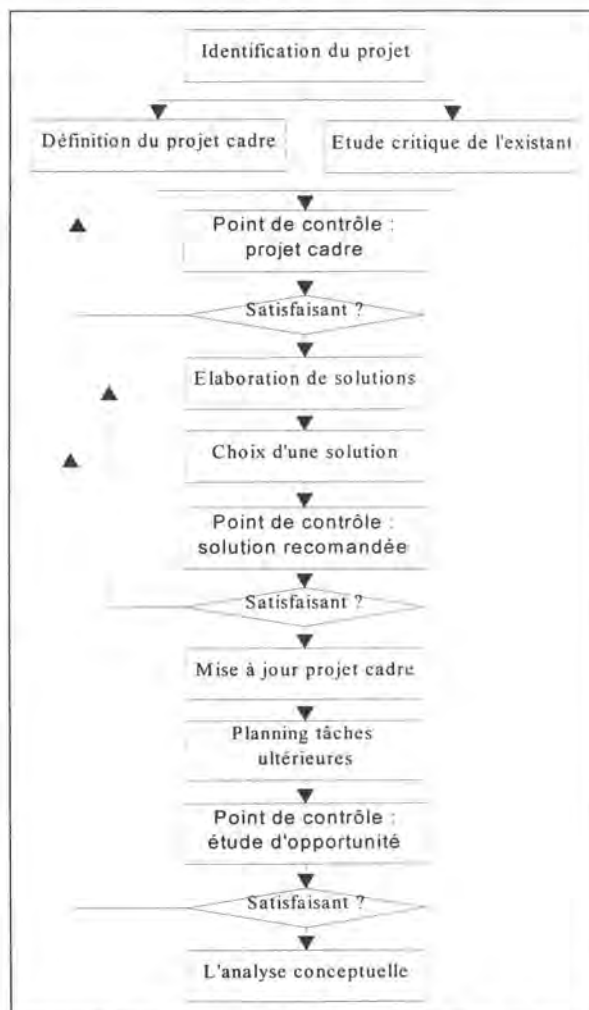 Identification du projet
Définition du projet cadre
Etude critique de l'existant
Point de contrôle :
projet cadre
Satisfaisant ?
Elaboration de solutions
Choix d'une solution
Point de contrôle :
solution recomandée
Satisfaisant ?
Mise à jour projet cadre
Planning tâches
ultérieures
Point de contrôle :
étude d'opportunité
Satisfaisant ?
L'analyse conceptuelle